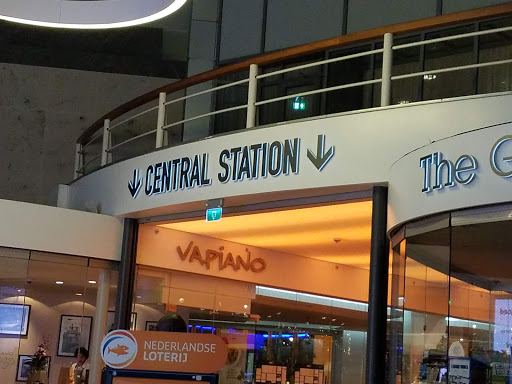 CENTRAL STATION
The G
VAPIANO
NEDERLANDSE
LOTERIJ